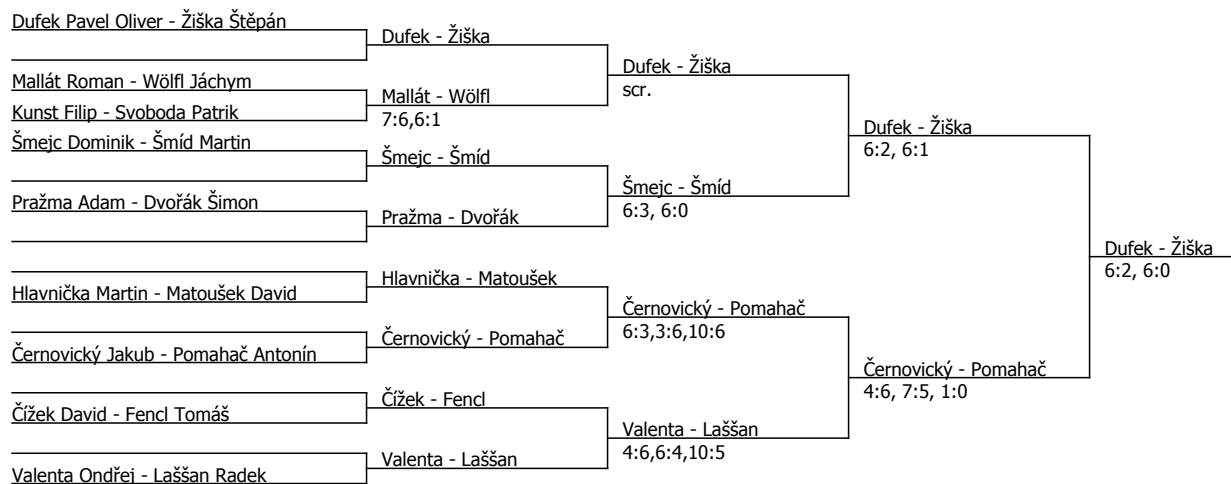 Dufek Pavel Oliver - Žiška Štěpán
Dufek - Žiška
Mallát Roman - Wölfl Jáchym
Dufek - Žiška
scr.
Mallát - Wölfl
7:6,6:1
Kunst Filip - Svoboda Patrik
Dufek - Žiška
6:2, 6:1
Šmejc Dominik - Šmíd Martin
Šmejc - Šmíd
Šmejc - Šmíd
6:3, 6:0
Pražma Adam - Dvořák Šimon
Pražma - Dvořák
Dufek - Žiška
6:2, 6:0
Hlavnička - Matoušek
Hlavnička Martin - Matoušek David
Černovický - Pomahač
6:3,3:6,10:6
Černovický - Pomahač
Černovický Jakub - Pomahač Antonín
Černovický - Pomahač
4:6, 7:5, 1:0
Čížek - Fencl
Čížek David - Fencl Tomáš
Valenta - Laššan
4:6,6:4,10:5
Valenta - Laššan
Valenta Ondřej - Laššan Radek